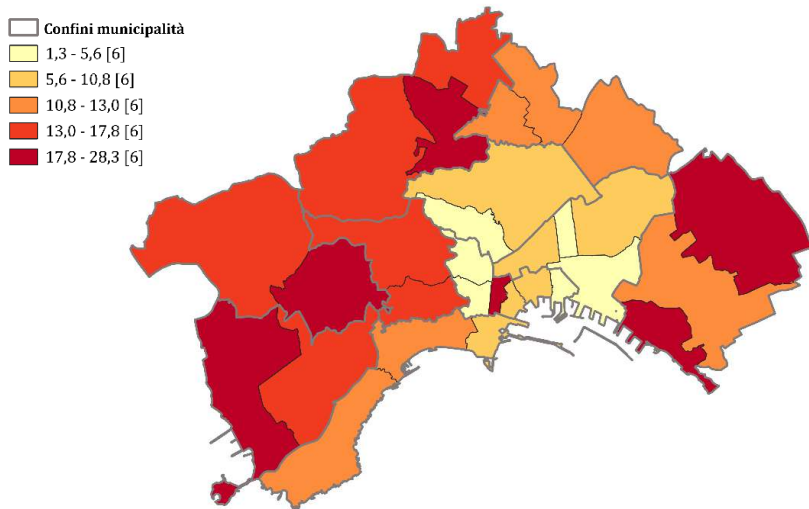 Confini municipalità
1,3 - 5,6 [6]
5,6 - 10,8 [6]
10,8 - 13,0 [6]
13,0 - 17,8 [6]
17,8 - 28,3 [6]